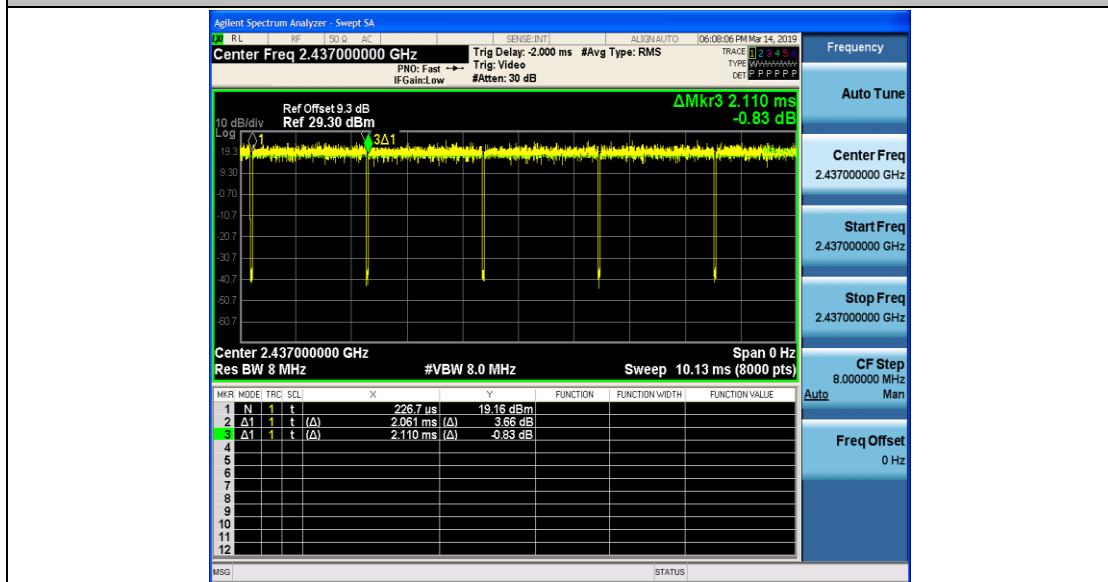 Agilent Spectrum Analyzer - Swept SA
RL RF 50 Ω AC SENSE:INT ALIGN AUTO 06:08:06 PM Mar 14, 2019
Center Freq 2.437000000 GHz
PNO: Fast
IFGain:Low
Trig Delay: -2.000 ms #Avg Type: RMS
Trig: Video
#Atten: 30 dB
TRACE 1 2 3 4 5 6
TYPE
DET P P P P P P
Frequency
Auto Tune
Center Freq
2.437000000 GHz
Start Freq
2.437000000 GHz
Stop Freq
2.437000000 GHz
CF Step
8.000000 MHz
Auto Man
Freq Offset
0 Hz
ΔMkr3 2.110 ms
-0.83 dB
Ref Offset 9.3 dB
10 dB/div Ref 29.30 dBm
Log
1
3Δ1
19.3
9.30
-0.70
-10.7
-20.7
-30.7
-40.7
-50.7
-60.7
Center 2.437000000 GHz Span 0 Hz
Res BW 8 MHz #VBW 8.0 MHz Sweep 10.13 ms (8000 pts)
MKR MODE TRC SCL X Y FUNCTION FUNCTION WIDTH FUNCTION VALUE
1 N 1 t 226.7 us 19.16 dBm
2 Δ1 1 t (Δ) 2.061 ms (Δ) 3.66 dB
3 Δ1 1 t (Δ) 2.110 ms (Δ) -0.83 dB
4
5
6
7
8
9
10
11
12
MSG STATUS